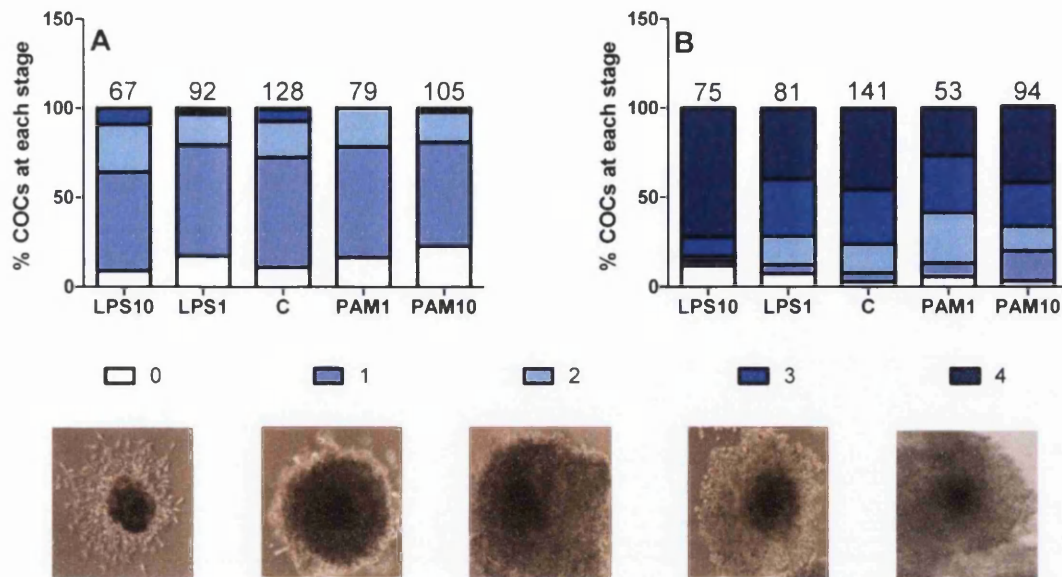 A
% COCs at each stage
150
100
50
0
67 92 128 79 105
LPS10 LPS1 C PAM1 PAM10
B
% COCs at each stage
150
100
50
0
75 81 141 53 94
LPS10 LPS1 C PAM1 PAM10
0 1 2 3 4